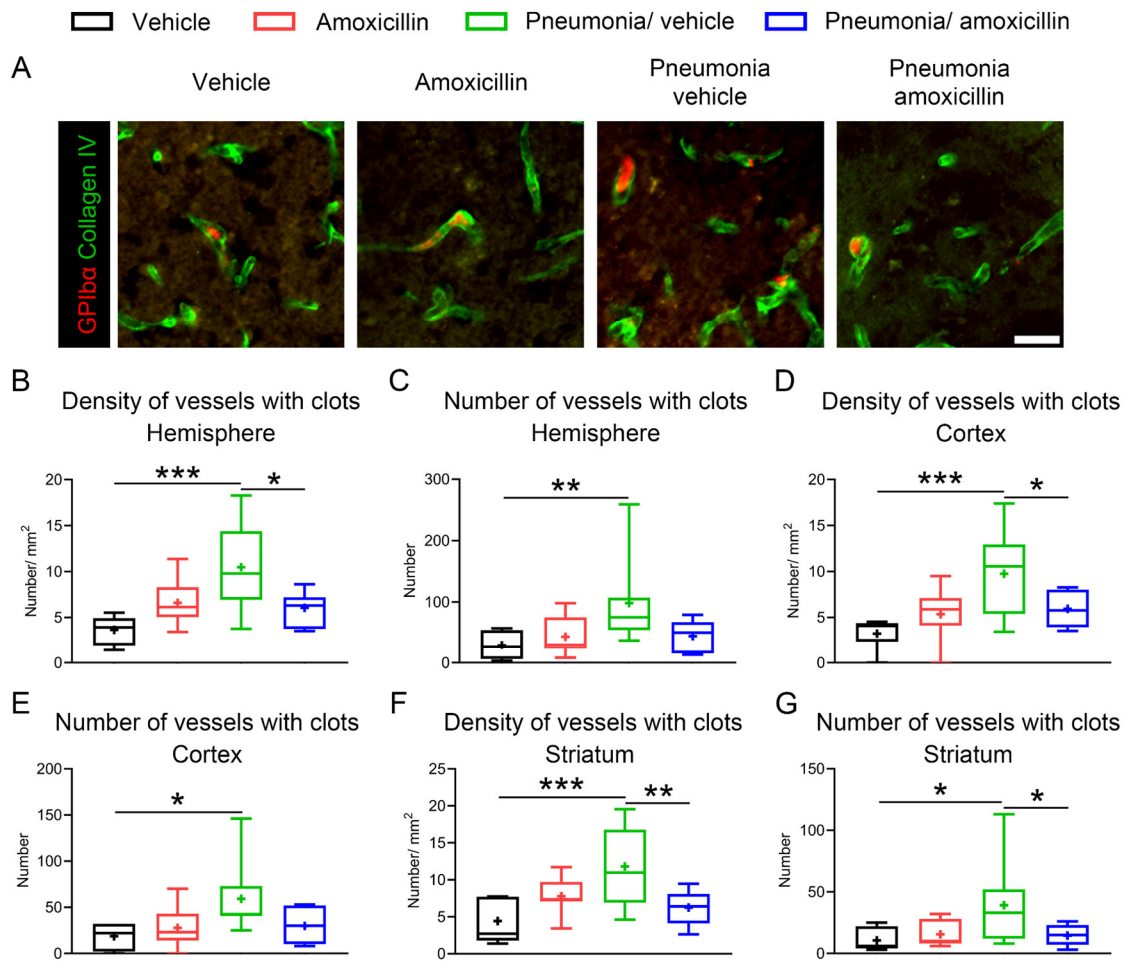 Vehicle Amoxicillin Pneumonia/ vehicle Pneumonia/ amoxicillin
A
Vehicle
Amoxicillin
Pneumonia
vehicle
Pneumonia
amoxicillin
GPIbα Collagen IV
B
Density of vessels with clots
Hemisphere
Number/ mm²
20
15
10
5
0
***
*
C
Number of vessels with clots
Hemisphere
Number
300
200
100
0
**
D
Density of vessels with clots
Cortex
Number/ mm²
20
15
10
5
0
***
*
E
Number of vessels with clots
Cortex
Number
200
150
100
50
0
*
F
Density of vessels with clots
Striatum
Number/ mm²
25
20
15
10
5
0
***
**
G
Number of vessels with clots
Striatum
Number
150
100
50
0
*
*